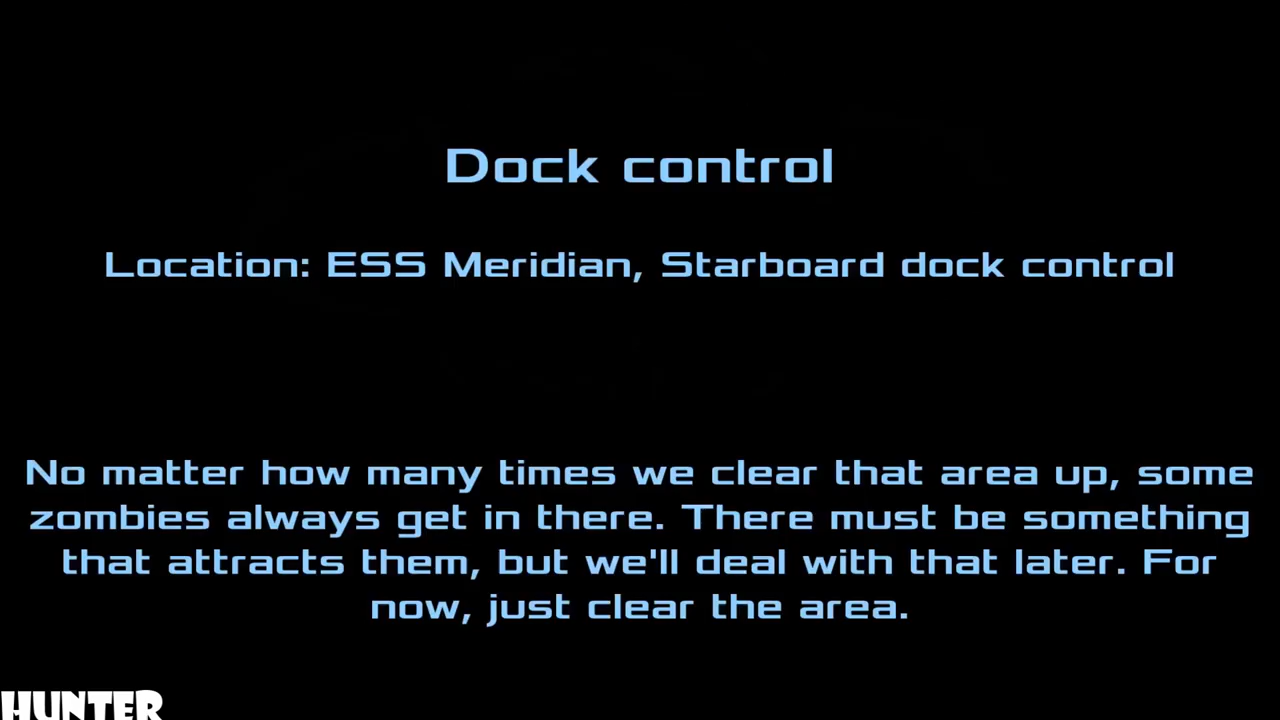 Dock control
Location: ESS Meridian, Starboard dock control
No matter how many times we clear that area up, some
zombies always get in there. There must be something
that attracts them, but we'll deal with that later. For
now, just clear the area.
HUNTER